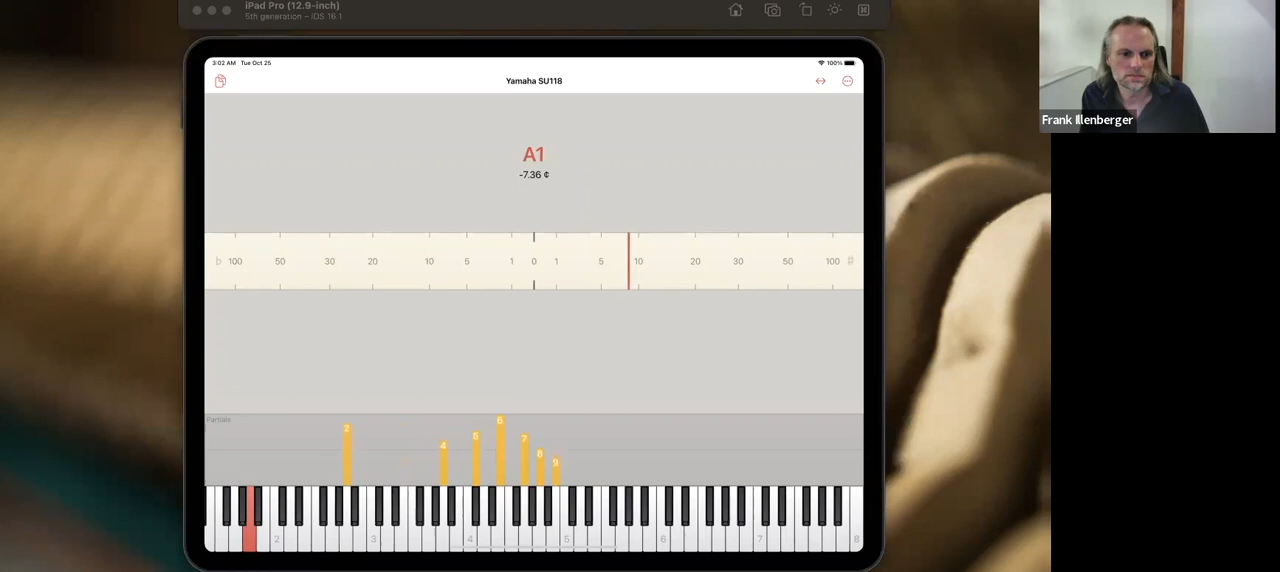 iPad Pro (12.9-inch)
5th generation – iOS 16.1
3:02 AM Tue Oct 25
100%
Yamaha SU118
A1
-7.36 ¢
♭ 100 50 30 20 10 5 1 0 1 5 10 20 30 50 100 #
Partials
2 4 5 6 7 8 9
2 3 4 5 6 7 8
Frank Illenberger